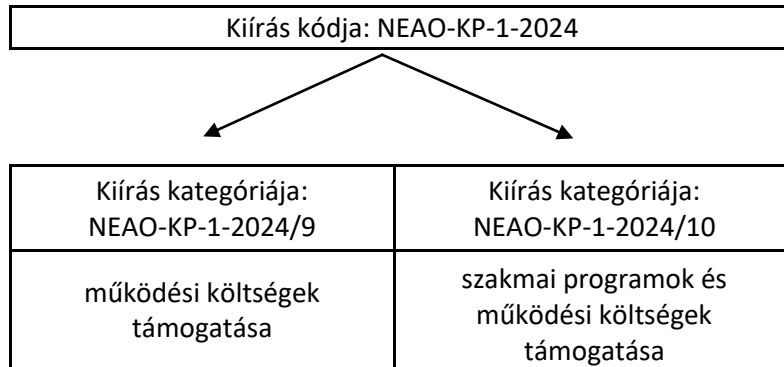 Kiírás kódja: NEAO-KP-1-2024
Kiírás kategóriája:
NEAO-KP-1-2024/9
Kiírás kategóriája:
NEAO-KP-1-2024/10
működési költségek
támogatása
szakmai programok és
működési költségek
támogatása